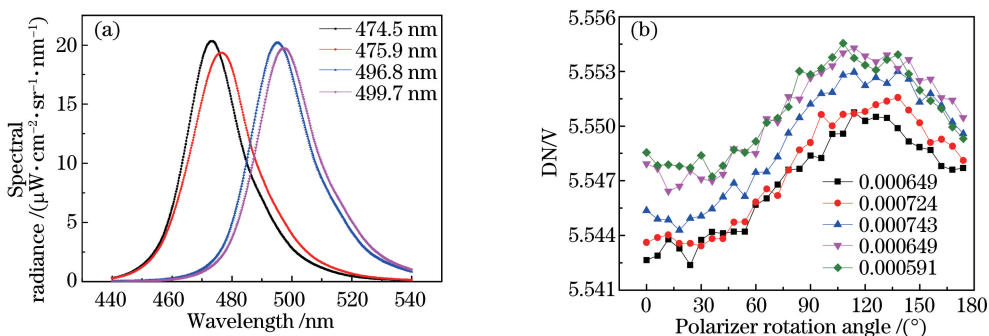 (a)
474.5 nm
475.9 nm
496.8 nm
499.7 nm
Spectral
radiance /(μW·cm⁻²·sr⁻¹·nm⁻¹)
20
15
10
5
0
440 460 480 500 520 540
Wavelength /nm
(b)
0.000649
0.000724
0.000743
0.000649
0.000591
DN/V
5.556
5.553
5.550
5.547
5.544
5.541
0 30 60 90 120 150 180
Polarizer rotation angle /(°)